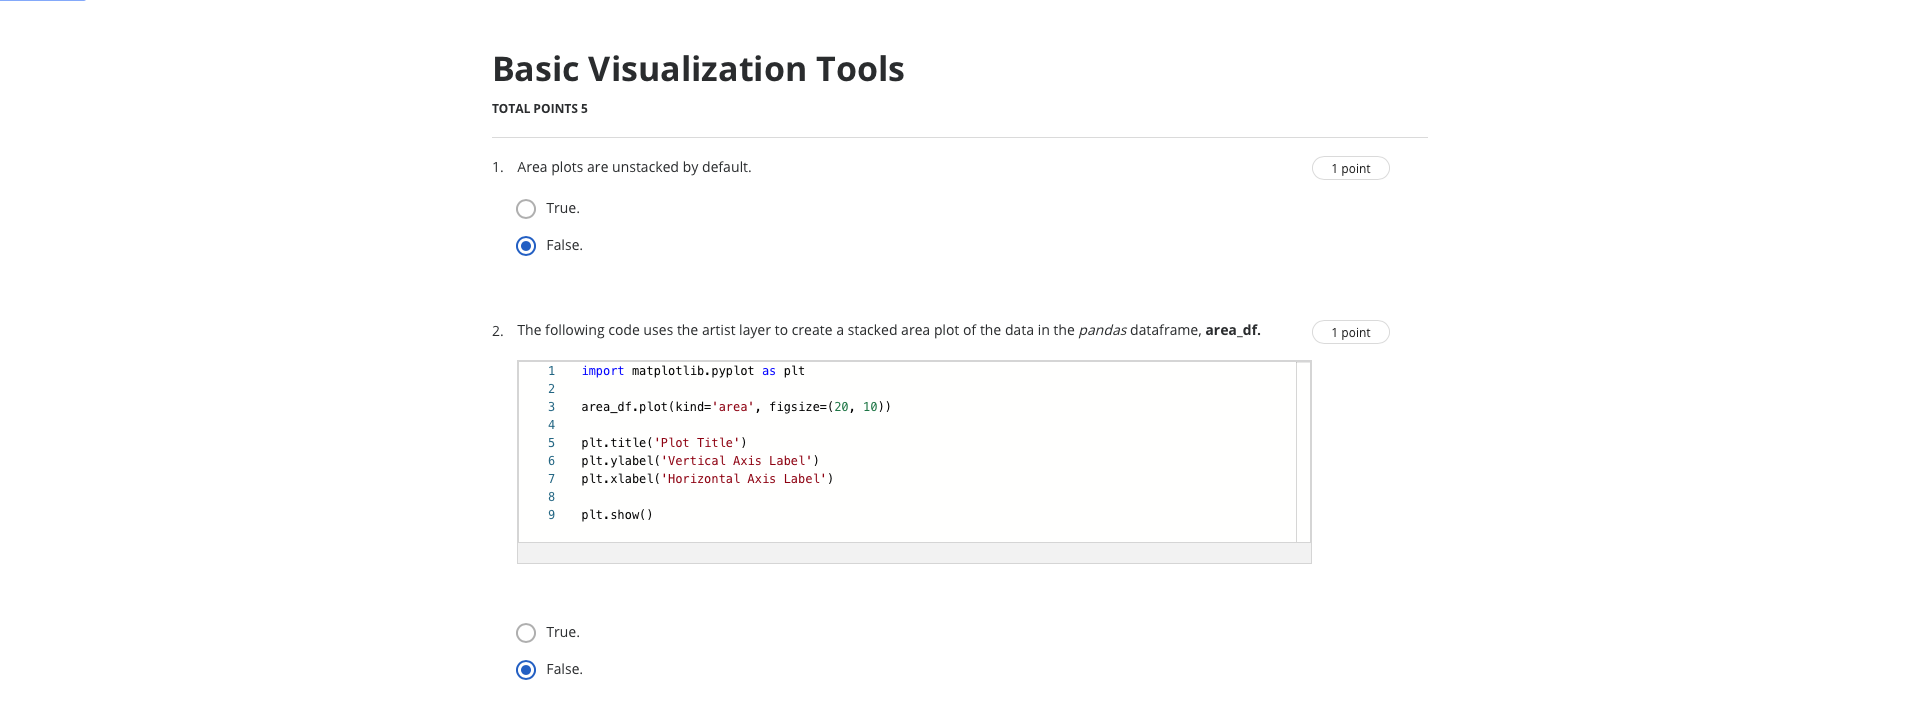 Basic Visualization Tools
TOTAL POINTS 5
1. Area plots are unstacked by default. 1 point
True.
False.
2. The following code uses the artist layer to create a stacked area plot of the data in the pandas dataframe, area_df. 1 point
1 import matplotlib.pyplot as plt
2
3 area_df.plot(kind='area', figsize=(20, 10))
4
5 plt.title('Plot Title')
6 plt.ylabel('Vertical Axis Label')
7 plt.xlabel('Horizontal Axis Label')
8
9 plt.show()
True.
False.